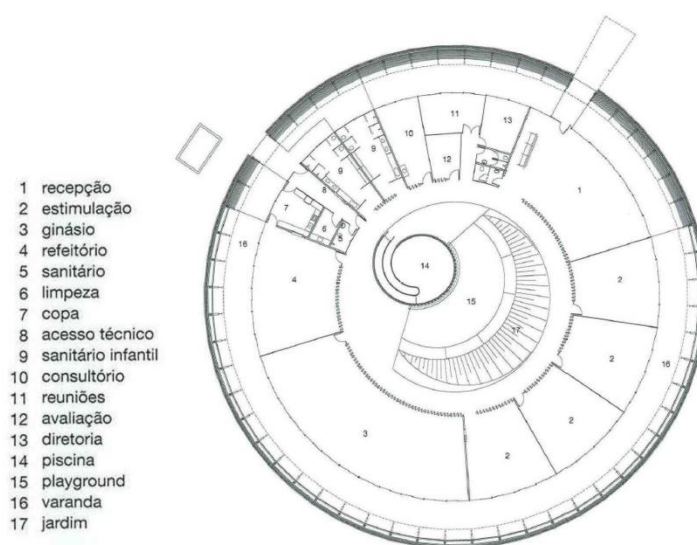 1 recepção
2 estimulação
3 ginásio
4 refeitório
5 sanitário
6 limpeza
7 copa
8 acesso técnico
9 sanitário infantil
10 consultório
11 reuniões
12 avaliação
13 diretoria
14 piscina
15 playground
16 varanda
17 jardim
11
13
10
9
12
9
8
1
7
6
5
16
14
4
2
15
17
2
16
3
2
2